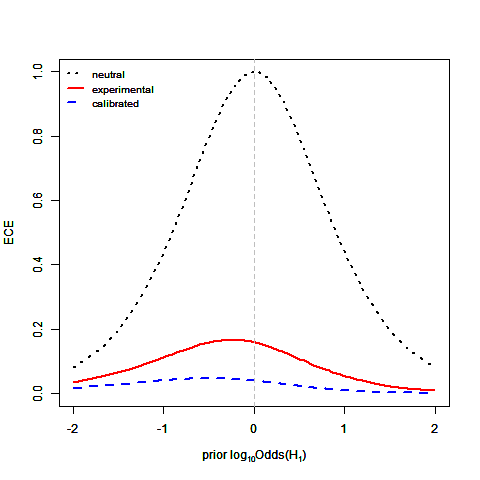 neutral
experimental
calibrated
ECE
1.0
0.8
0.6
0.4
0.2
0.0
-2 -1 0 1 2
prior log₁₀Odds(H₁)